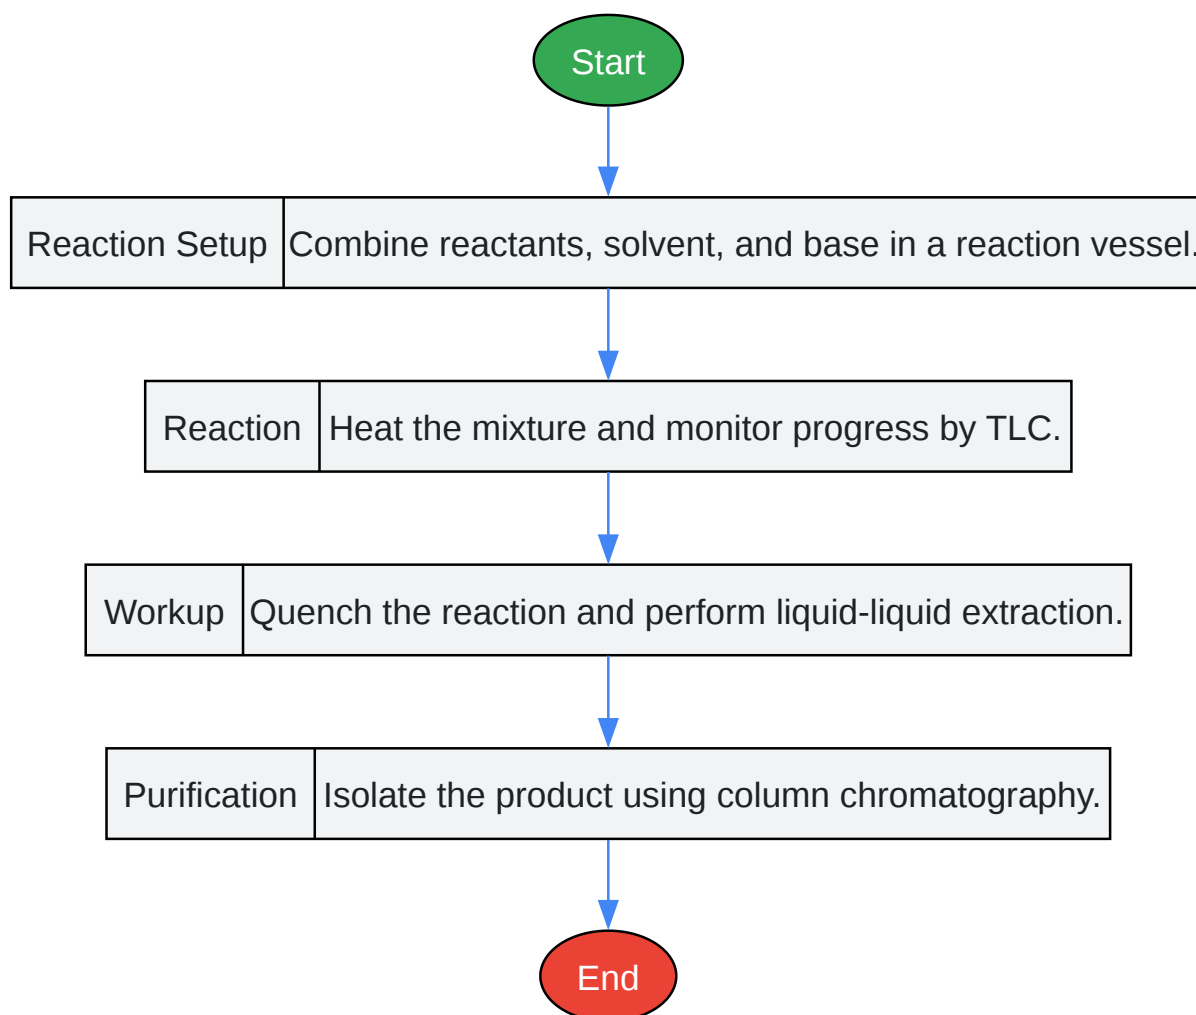 Start
Reaction Setup Combine reactants, solvent, and base in a reaction vessel.
Reaction Heat the mixture and monitor progress by TLC.
Workup Quench the reaction and perform liquid-liquid extraction.
Purification Isolate the product using column chromatography.
End